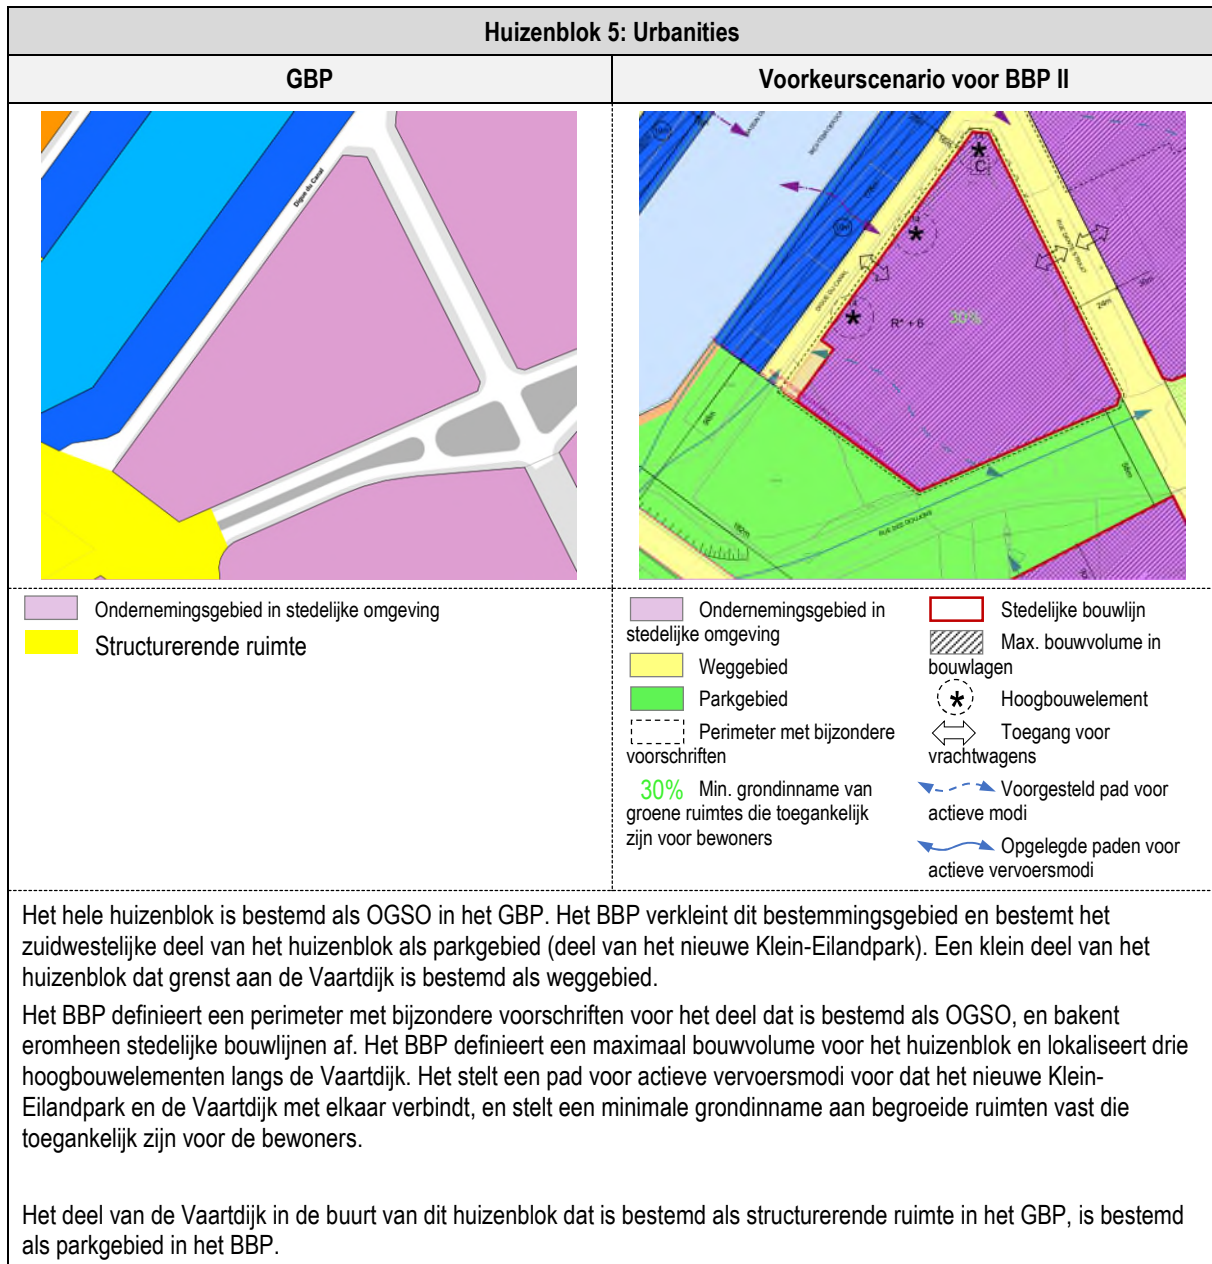 Huizenblok 5: Urbanities
GBP
Voorkeurscenario voor BBP II
Digue du Canal
DIGUE DU CANAL
R* + 6
30%
C
24m
30m
98m
58m
162m
Ondernemingsgebied in stedelijke omgeving
Structurerende ruimte
Ondernemingsgebied in
stedelijke omgeving
Weggebied
Parkgebied
Perimeter met bijzondere
voorschriften
30% Min. grondinname van
groene ruimtes die toegankelijk
zijn voor bewoners
Stedelijke bouwlijn
Max. bouwvolume in
bouwlagen
Hoogbouwelement
Toegang voor
vrachtwagens
Voorgesteld pad voor
actieve modi
Opgelegde paden voor
actieve vervoersmodi
Het hele huizenblok is bestemd als OGSO in het GBP. Het BBP verkleint dit bestemmingsgebied en bestemt het
zuidwestelijke deel van het huizenblok als parkgebied (deel van het nieuwe Klein-Eilandpark). Een klein deel van het
huizenblok dat grenst aan de Vaartdijk is bestemd als weggebied.
Het BBP definieert een perimeter met bijzondere voorschriften voor het deel dat is bestemd als OGSO, en bakent
eromheen stedelijke bouwlijnen af. Het BBP definieert een maximaal bouwvolume voor het huizenblok en lokaliseert drie
hoogbouwelementen langs de Vaartdijk. Het stelt een pad voor actieve vervoersmodi voor dat het nieuwe Klein-
Eilandpark en de Vaartdijk met elkaar verbindt, en stelt een minimale grondinname aan begroeide ruimten vast die
toegankelijk zijn voor de bewoners.
Het deel van de Vaartdijk in de buurt van dit huizenblok dat is bestemd als structurerende ruimte in het GBP, is bestemd
als parkgebied in het BBP.